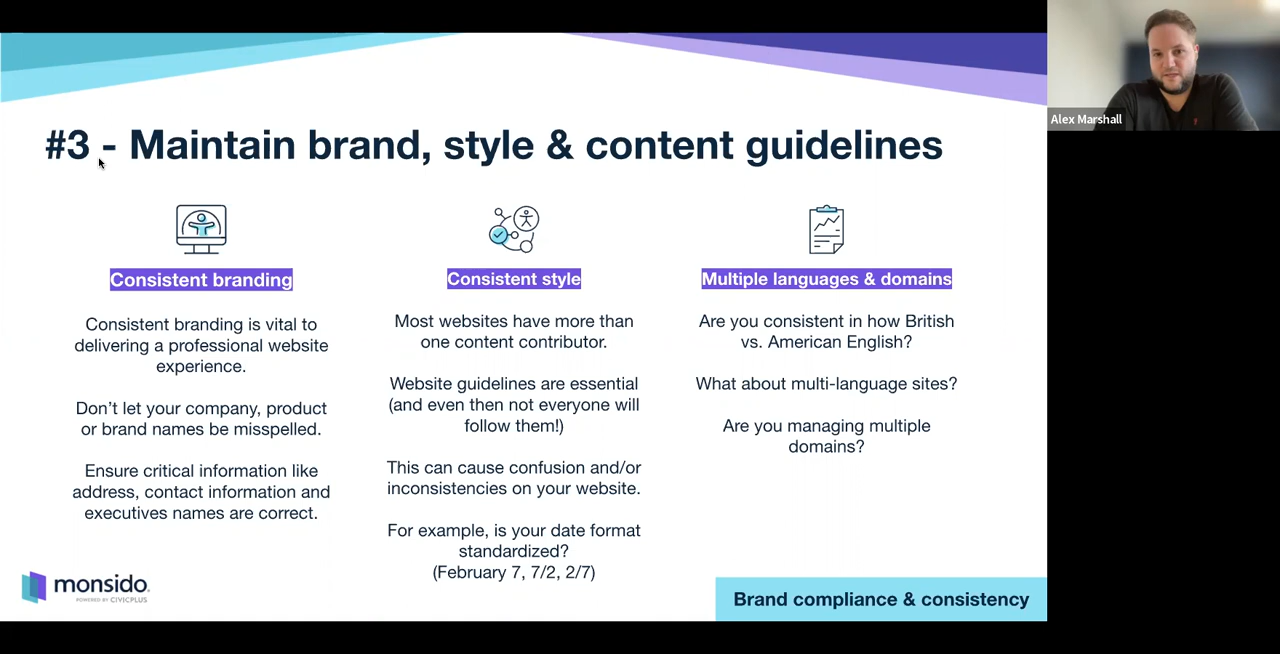 Alex Marshall
#3 - Maintain brand, style & content guidelines
Consistent branding
Consistent branding is vital to
delivering a professional website
experience.
Don’t let your company, product
or brand names be misspelled.
Ensure critical information like
address, contact information and
executives names are correct.
Consistent style
Most websites have more than
one content contributor.
Website guidelines are essential
(and even then not everyone will
follow them!)
This can cause confusion and/or
inconsistencies on your website.
For example, is your date format
standardized?
(February 7, 7/2, 2/7)
Multiple languages & domains
Are you consistent in how British
vs. American English?
What about multi-language sites?
Are you managing multiple
domains?
monsido
POWERED BY CIVICPLUS
Brand compliance & consistency